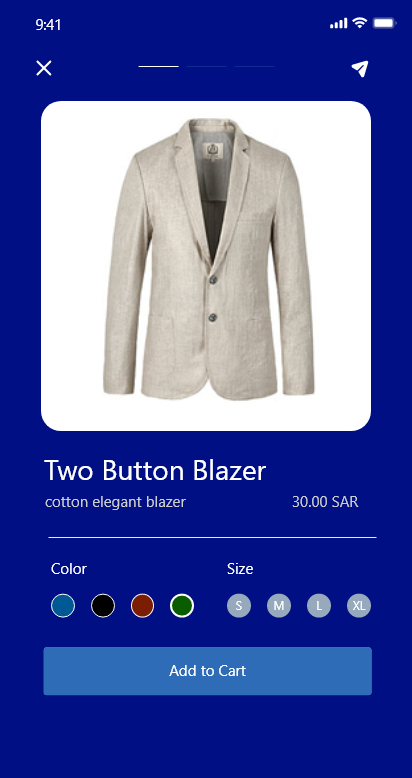 9:41
Two Button Blazer
cotton elegant blazer 30.00 SAR
Color Size
S M L XL
Add to Cart